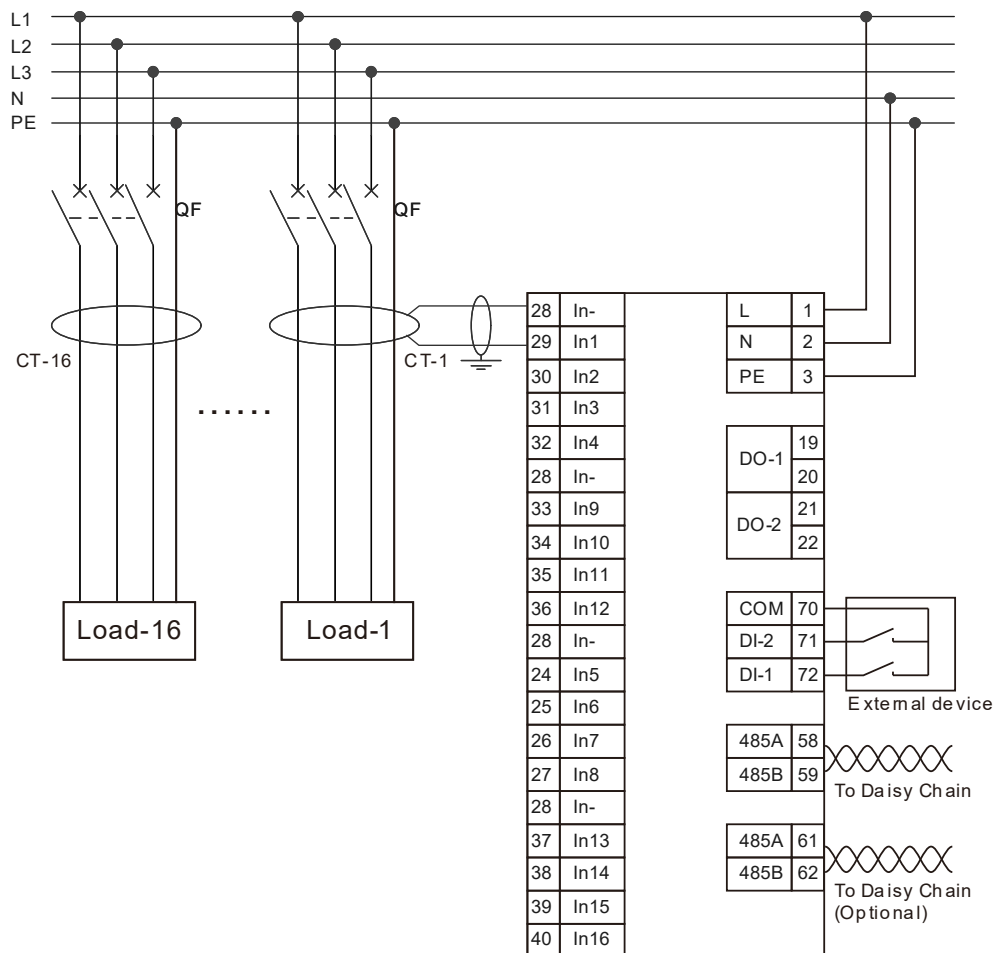 L1
L2
L3
N
PE
QF
QF
CT-16
CT-1
......
Load-16
Load-1
28 In-
29 In1
30 In2
31 In3
32 In4
28 In-
33 In9
34 In10
35 In11
36 In12
28 In-
24 In5
25 In6
26 In7
27 In8
28 In-
37 In13
38 In14
39 In15
40 In16
L 1
N 2
PE 3
DO-1 19
20
DO-2 21
22
COM 70
DI-2 71
DI-1 72
External device
485A 58
485B 59
To Daisy Chain
485A 61
485B 62
To Daisy Chain
(Optional)